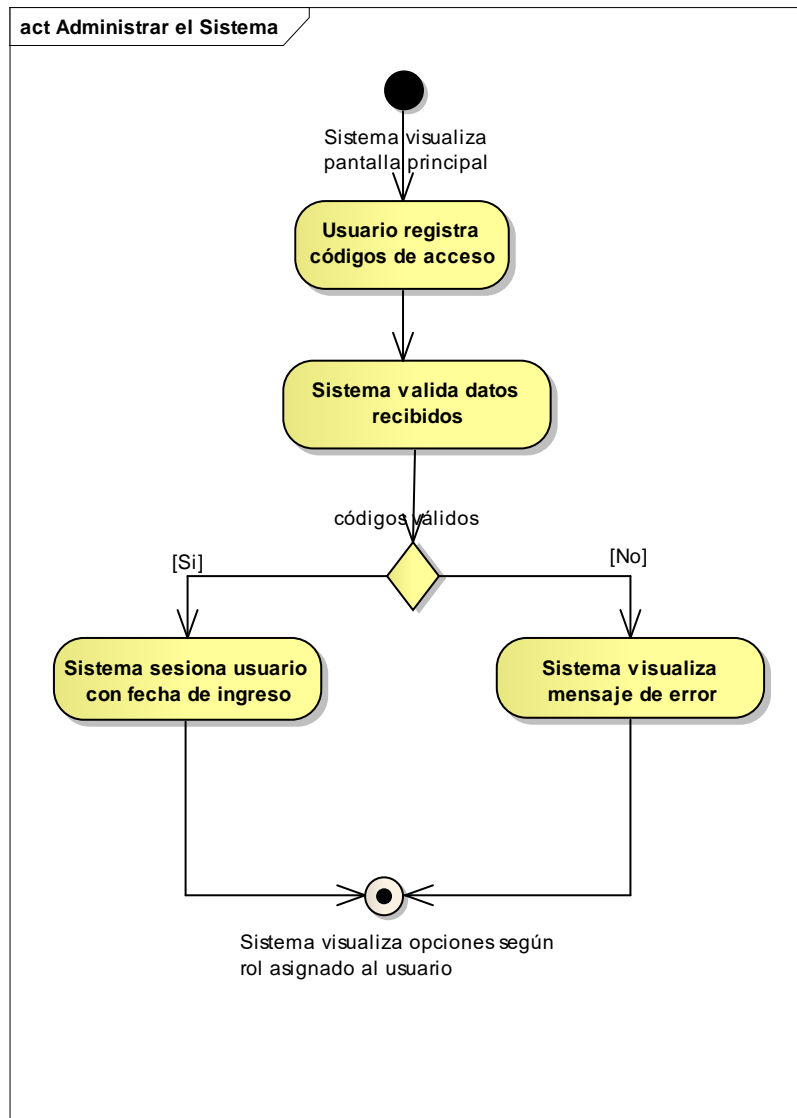 act Administrar el Sistema
Sistema visualiza
pantalla principal
Usuario registra
códigos de acceso
Sistema valida datos
recibidos
códigos válidos
[Si]
[No]
Sistema sesiona usuario
con fecha de ingreso
Sistema visualiza
mensaje de error
Sistema visualiza opciones según
rol asignado al usuario